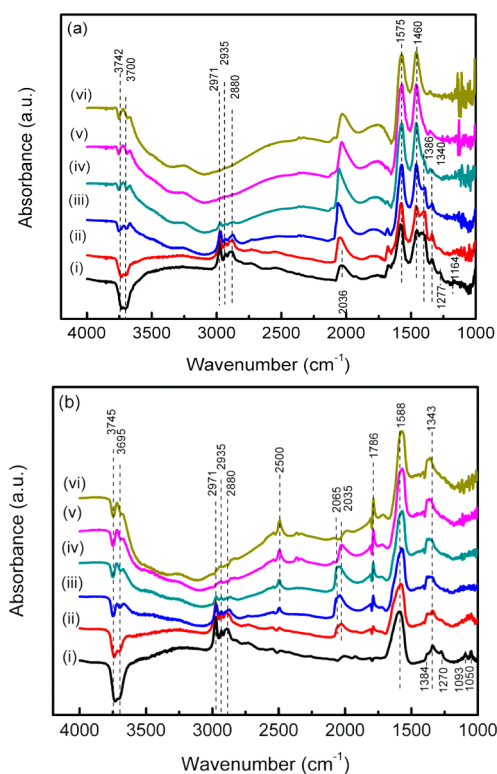 (a)
3742
3700
2971
2935
2880
1575
1460
1386
1340
(vi)
(v)
(iv)
(iii)
(ii)
(i)
2036
1277
1164
Absorbance (a.u.)
4000 3500 3000 2500 2000 1500 1000
Wavenumber (cm-1)
(b)
3745
3695
2971
2935
2880
2500
2065
2035
1786
1588
1343
(vi)
(v)
(iv)
(iii)
(ii)
(i)
1384
1270
1093
1050
Absorbance (a.u.)
4000 3500 3000 2500 2000 1500 1000
Wavenumber (cm-1)